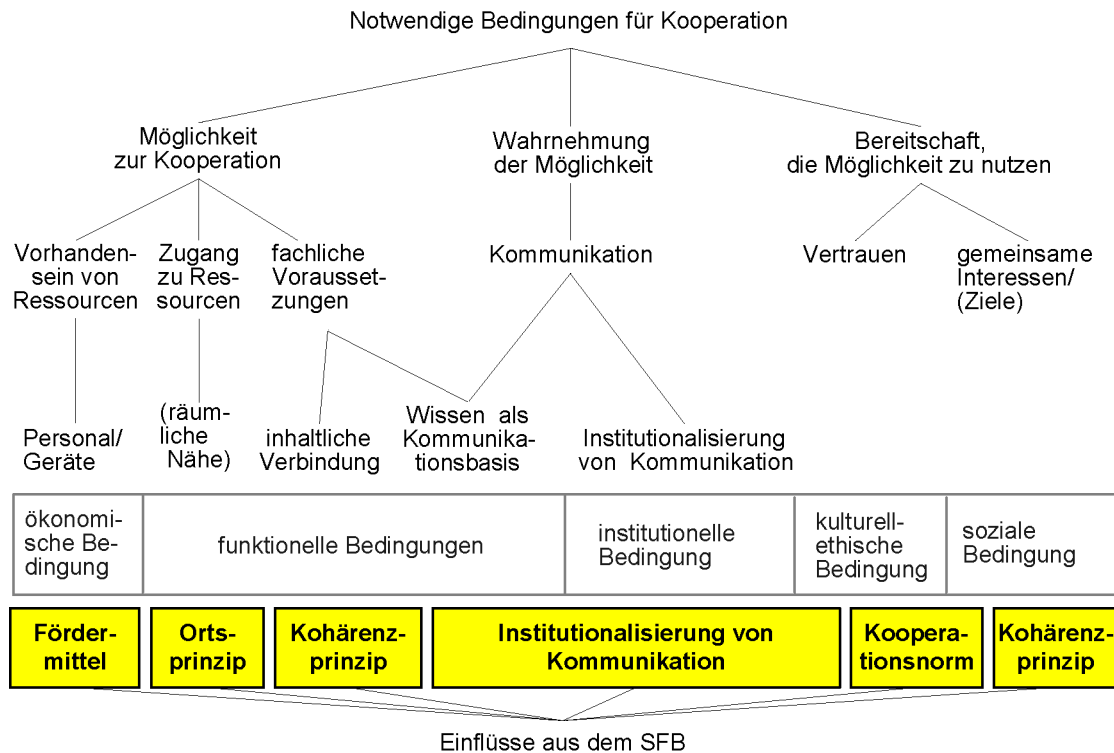 Notwendige Bedingungen für Kooperation
Möglichkeit
zur Kooperation
Wahrnehmung
der Möglichkeit
Bereitschaft,
die Möglichkeit zu nutzen
Vorhanden-
sein von
Ressourcen
Zugang
zu Res-
sourcen
fachliche
Vorausset-
zungen
Kommunikation
Vertrauen
gemeinsame
Interessen/
(Ziele)
Personal/
Geräte
(räum-
liche
Nähe)
inhaltliche
Verbindung
Wissen als
Kommunika-
tionsbasis
Institutionalisierung
von Kommunikation
ökonomi-
sche Be-
dingung
funktionelle Bedingungen
institutionelle
Bedingung
kulturell-
ethische
Bedingung
soziale
Bedingung
Förder-
mittel
Orts-
prinzip
Kohärenz-
prinzip
Institutionalisierung von
Kommunikation
Koopera-
tionsnorm
Kohärenz-
prinzip
Einflüsse aus dem SFB